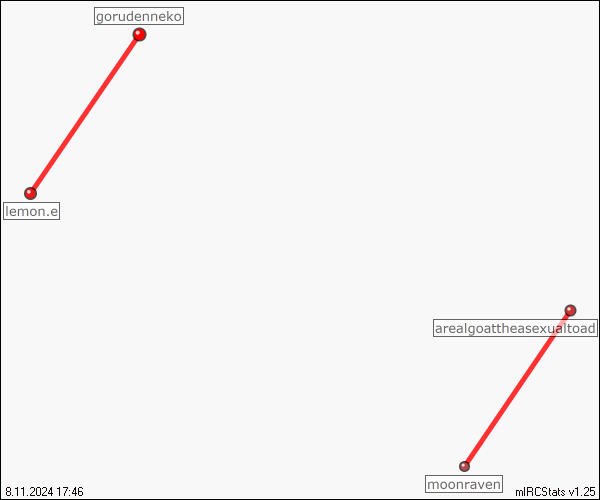 gorudenneko
lemon.e
arealgoattheasexualtoad
moonraven
8.11.2024 17:46
mIRCStats v1.25